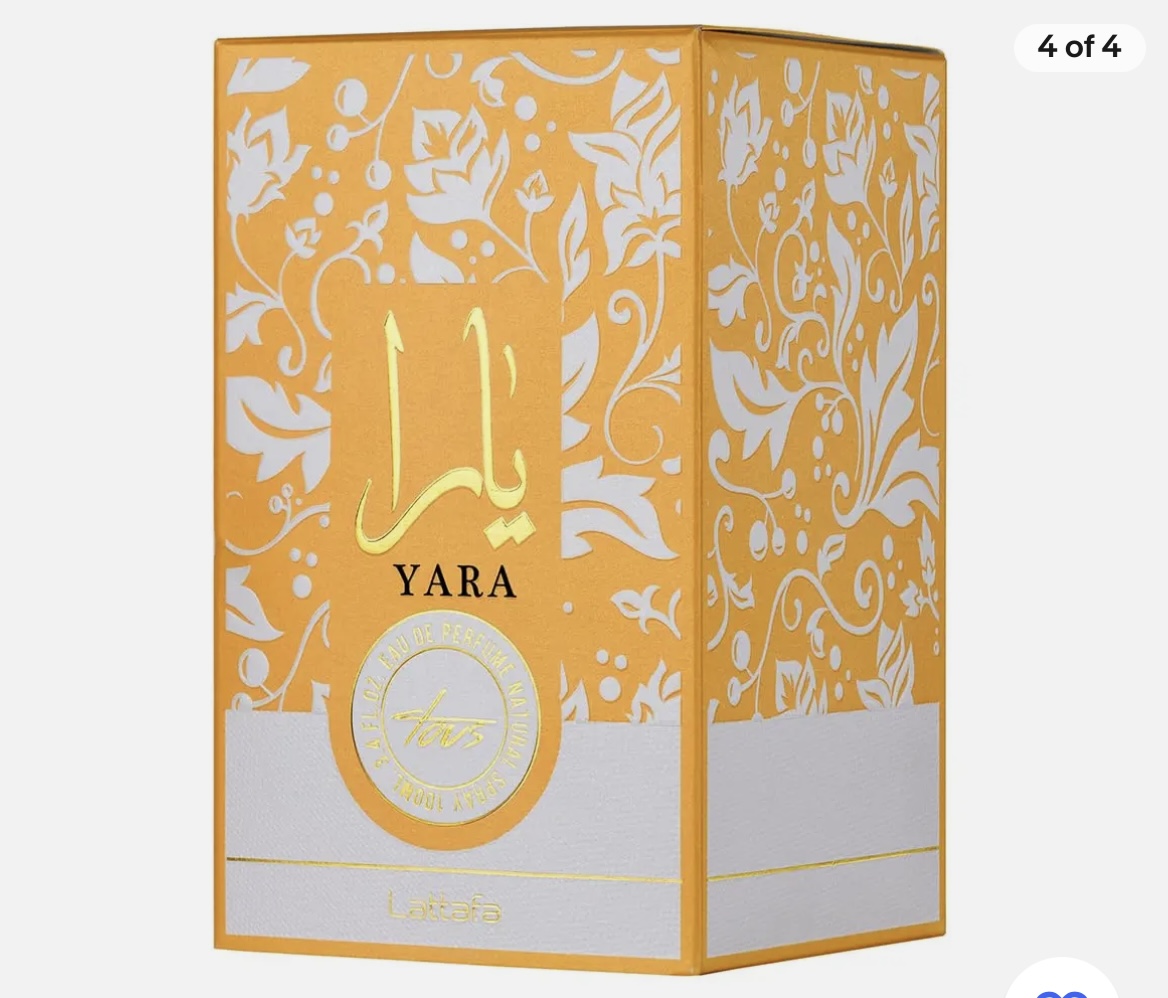 4 of 4
يارا
YARA
EAU DE PERFUME NATURAL SPRAY 100ML 3.4 FL.OZ.
tous
Lattafa